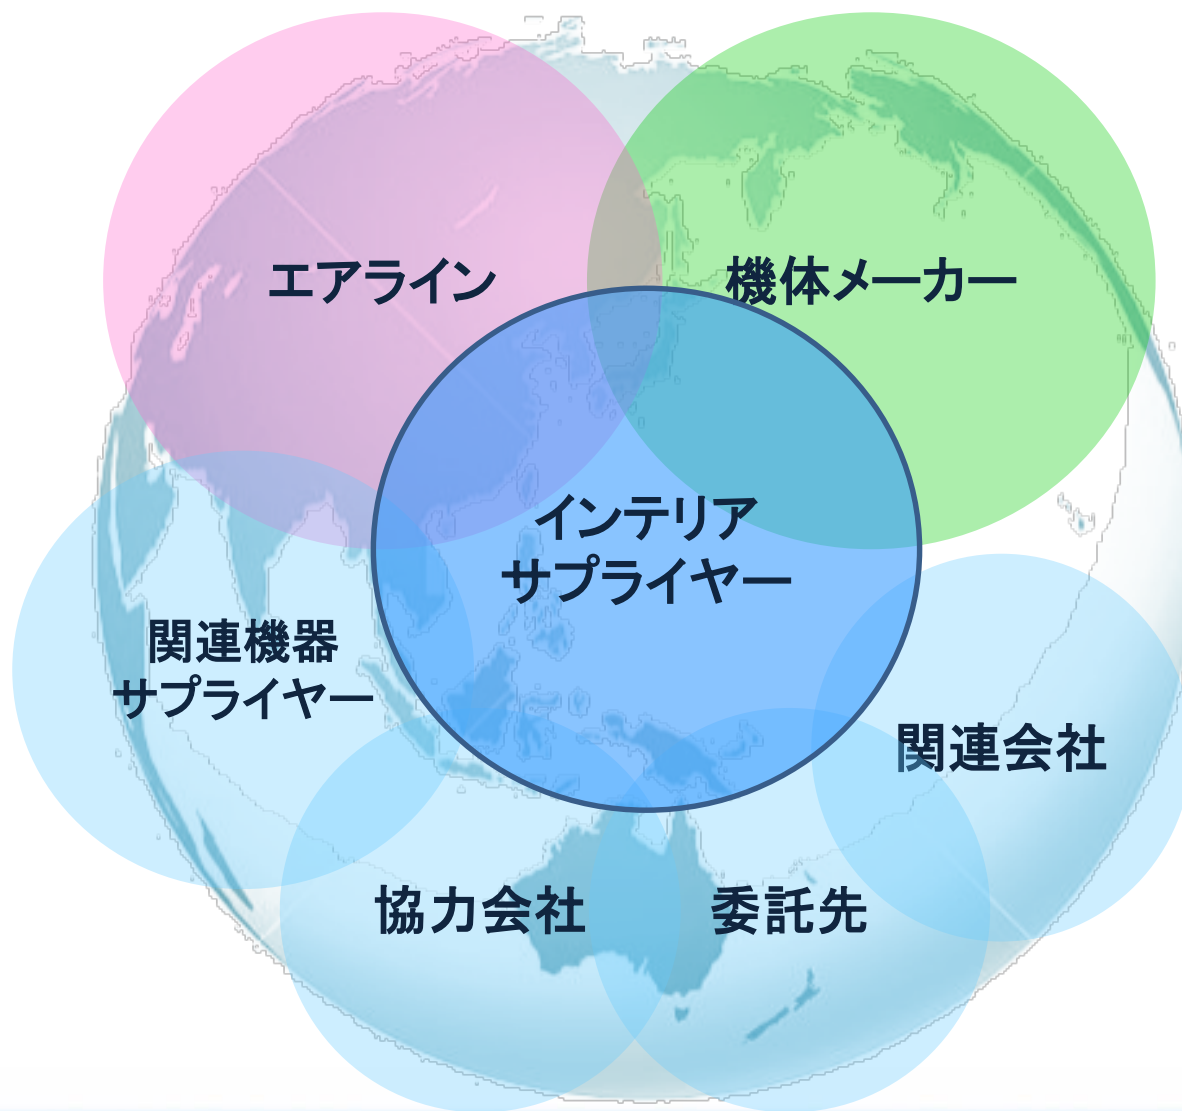 エアライン
機体メーカー
インテリア
サプライヤー
関連機器
サプライヤー
関連会社
協力会社
委託先